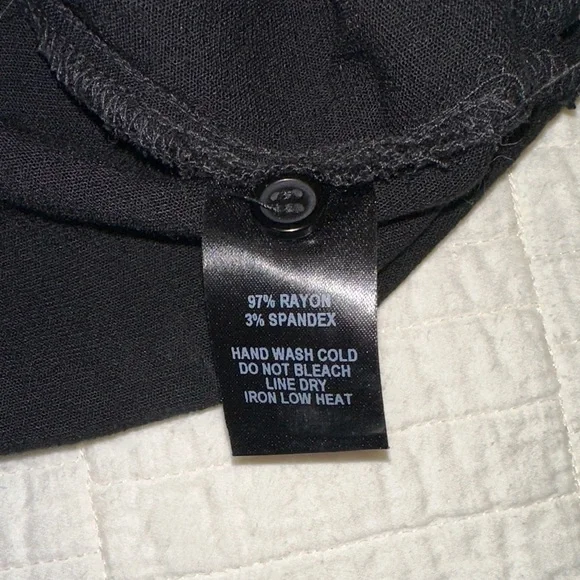 97% RAYON
3% SPANDEX
HAND WASH COLD
DO NOT BLEACH
LINE DRY
IRON LOW HEAT